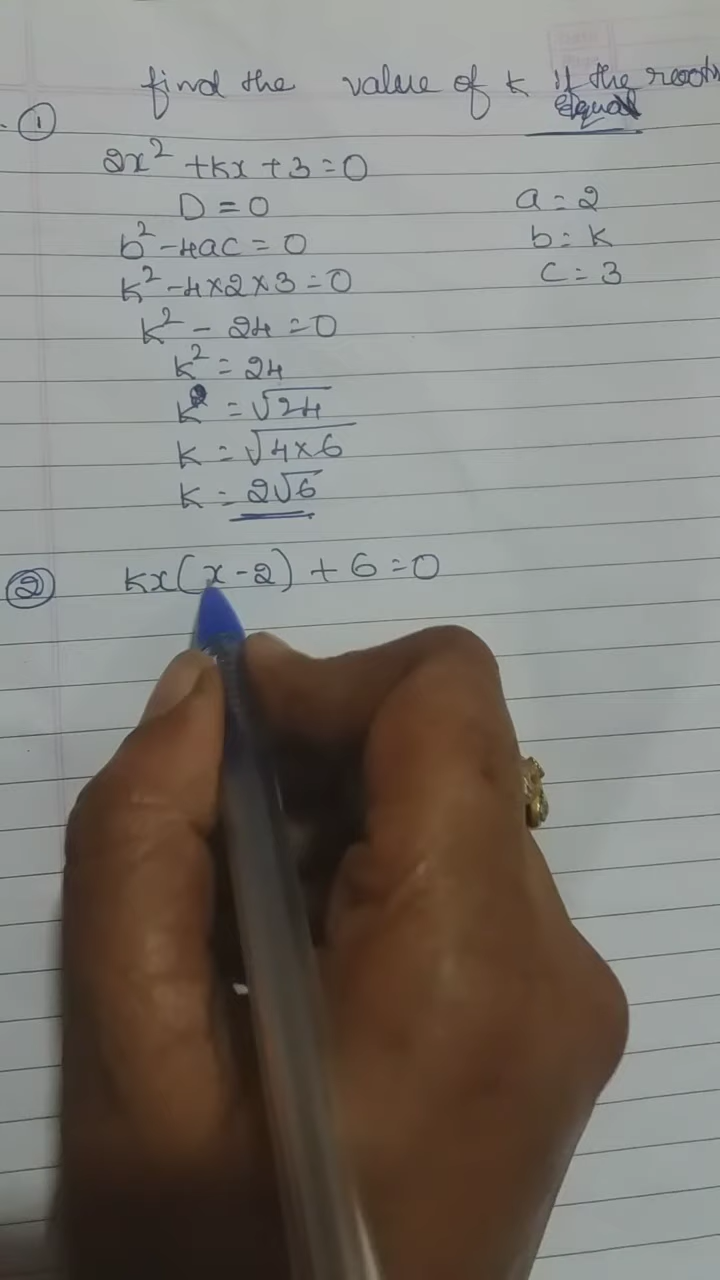 find the value of k if the roots
equal
1
2x² + kx + 3 = 0
D = 0
a = 2
b² - 4ac = 0
b = k
k² - 4 × 2 × 3 = 0
c = 3
k² - 24 = 0
k² = 24
k = √24
k = √4×6
k = 2√6
2 kx(x - 2) + 6 = 0